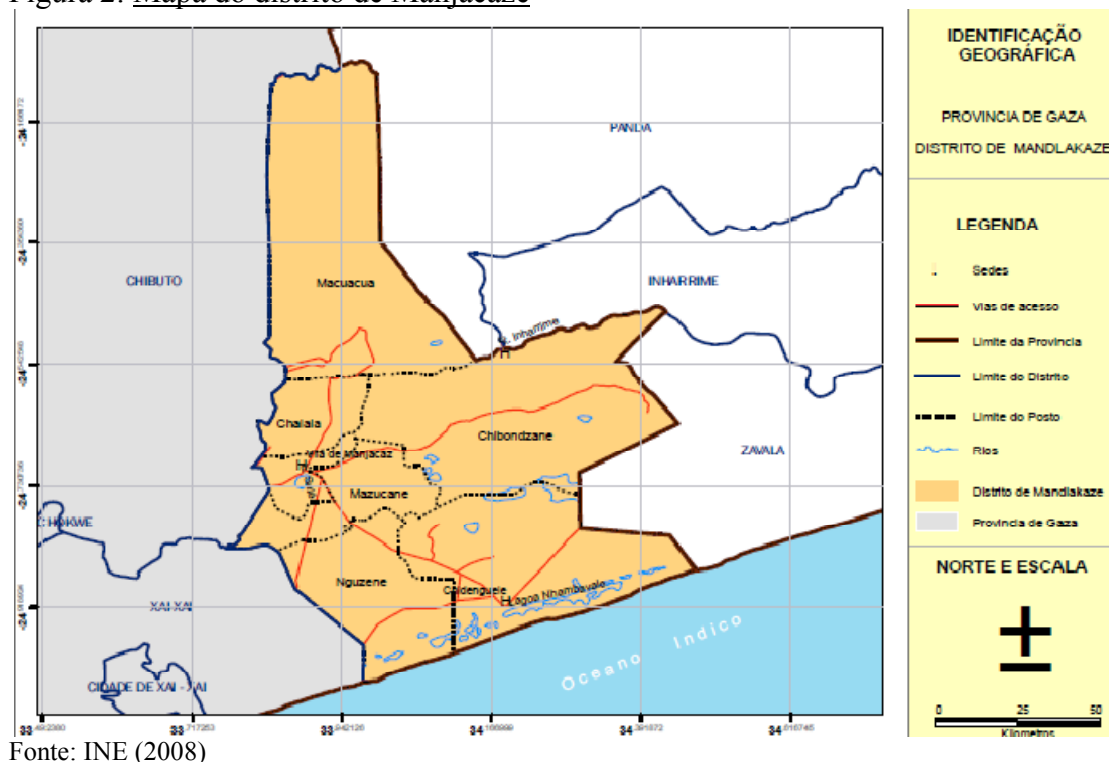 Figura 2: Mapa do distrito de Manjacaze
IDENTIFICAÇÃO
GEOGRÁFICA
PROVINCIA DE GAZA
DISTRITO DE MANDLAKAZE
LEGENDA
Sedes
Vias de acesso
Limite da Provincia
Limite do Distrito
Limite do Posto
Rios
Distrito de Mandlakaze
Provincia de Gaza
NORTE E ESCALA
0 25 50
Kilometros
PANDA
CHIBUTO
Macuacua
INHARRIME
R. Inharrime
H
Chalala
Chibondzane
ZAVALA
H
Mazucane
Nguzene
Chidenguele
H
Lagoa Nhambavale
XAI-XAI
CIDADE DE XAI - XAI
Oceano Indico
Fonte: INE (2008)